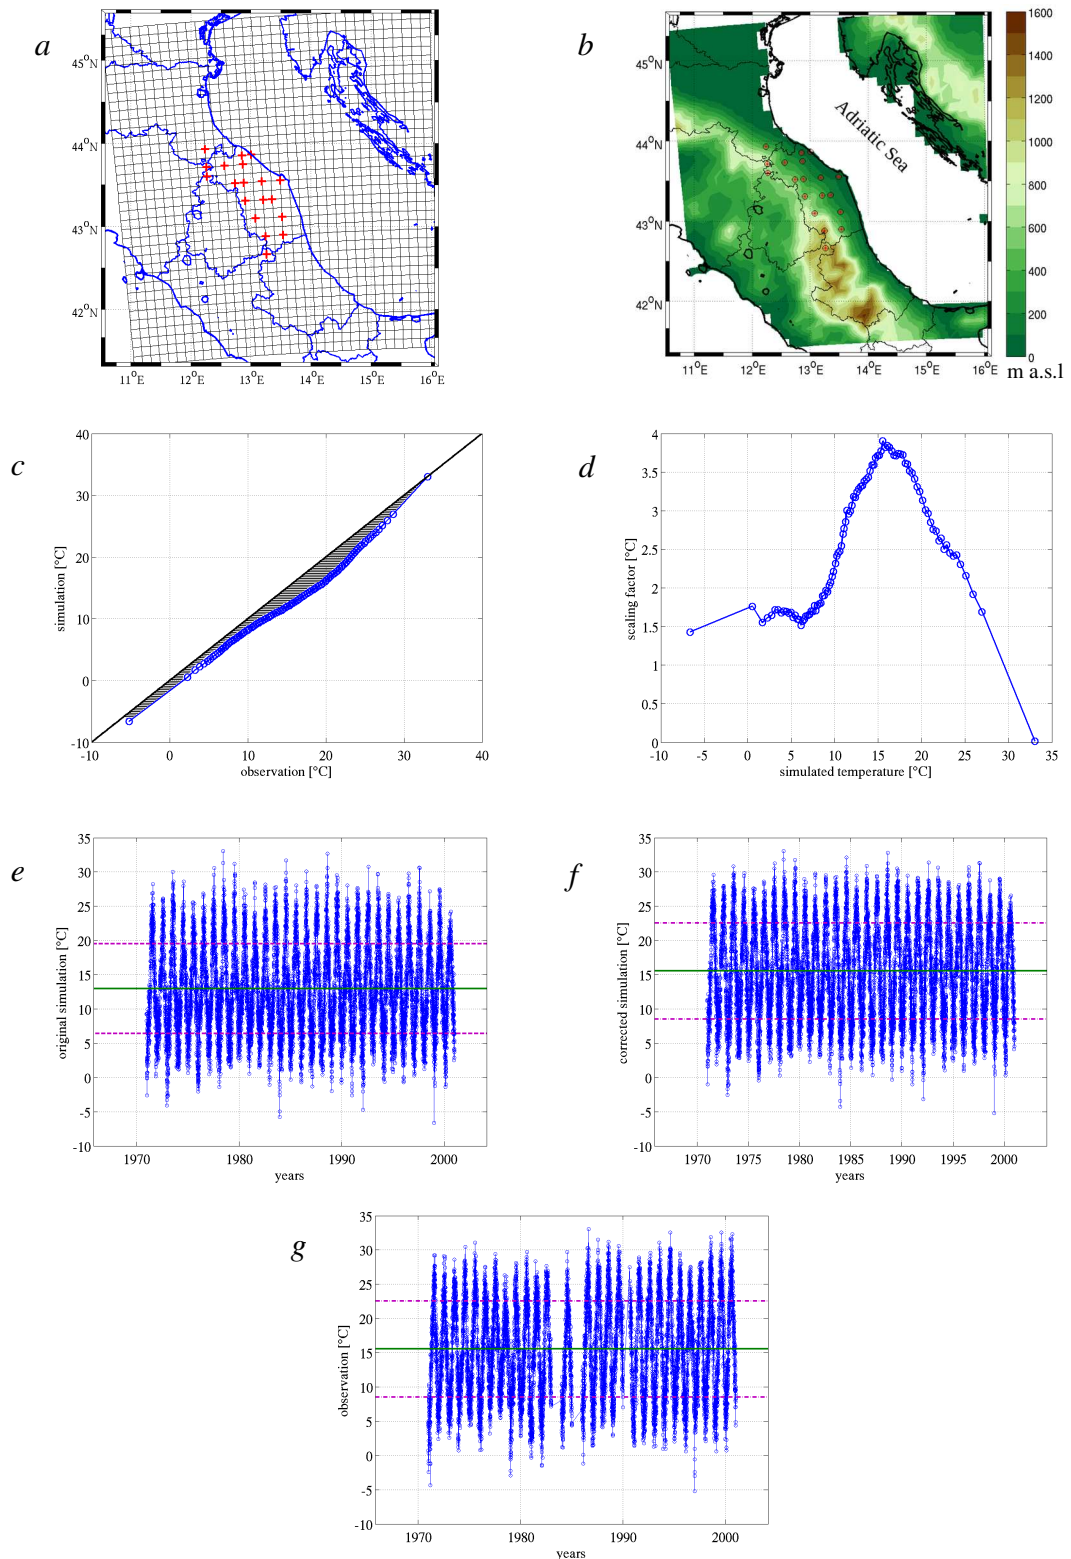 a
45°N
44°N
43°N
42°N
11°E 12°E 13°E 14°E 15°E 16°E
b
45°N
44°N
43°N
42°N
11°E 12°E 13°E 14°E 15°E 16°E
Adriatic Sea
1600
1400
1200
1000
800
600
400
200
0
m a.s.l
c
40
30
20
10
0
-10
-10 0 10 20 30 40
simulation [°C]
observation [°C]
d
4
3.5
3
2.5
2
1.5
1
0.5
0
-10 -5 0 5 10 15 20 25 30 35
scaling factor [°C]
simulated temperature [°C]
e
35
30
25
20
15
10
5
0
-5
-10
1970 1980 1990 2000
original simulation [°C]
years
f
35
30
25
20
15
10
5
0
-5
-10
1970 1975 1980 1985 1990 1995 2000
corrected simulation [°C]
years
g
35
30
25
20
15
10
5
0
-5
-10
1970 1980 1990 2000
observation [°C]
years